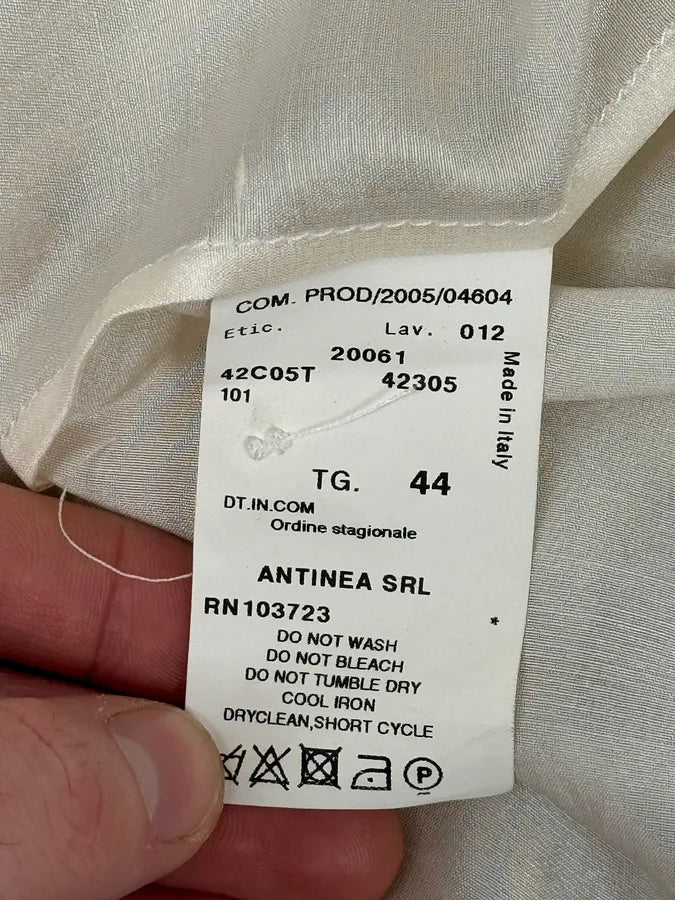 COM. PROD/2005/04604
Etic. Lav. 012
20061
42C05T 42305
101
Made in Italy
TG. 44
DT.IN.COM
Ordine stagionale
ANTINEA SRL
RN103723
*
DO NOT WASH
DO NOT BLEACH
DO NOT TUMBLE DRY
COOL IRON
DRYCLEAN,SHORT CYCLE
P